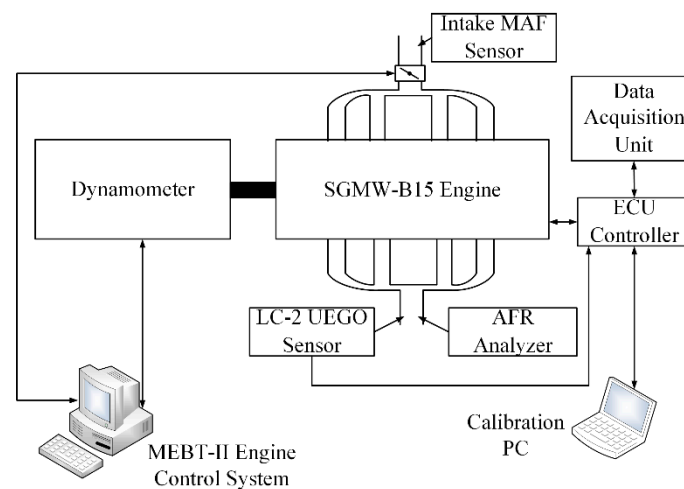 Intake MAF
Sensor
Data
Acquisition
Unit
Dynamometer
SGMW-B15 Engine
ECU
Controller
LC-2 UEGO
Sensor
AFR
Analyzer
MEBT-II Engine
Control System
Calibration
PC